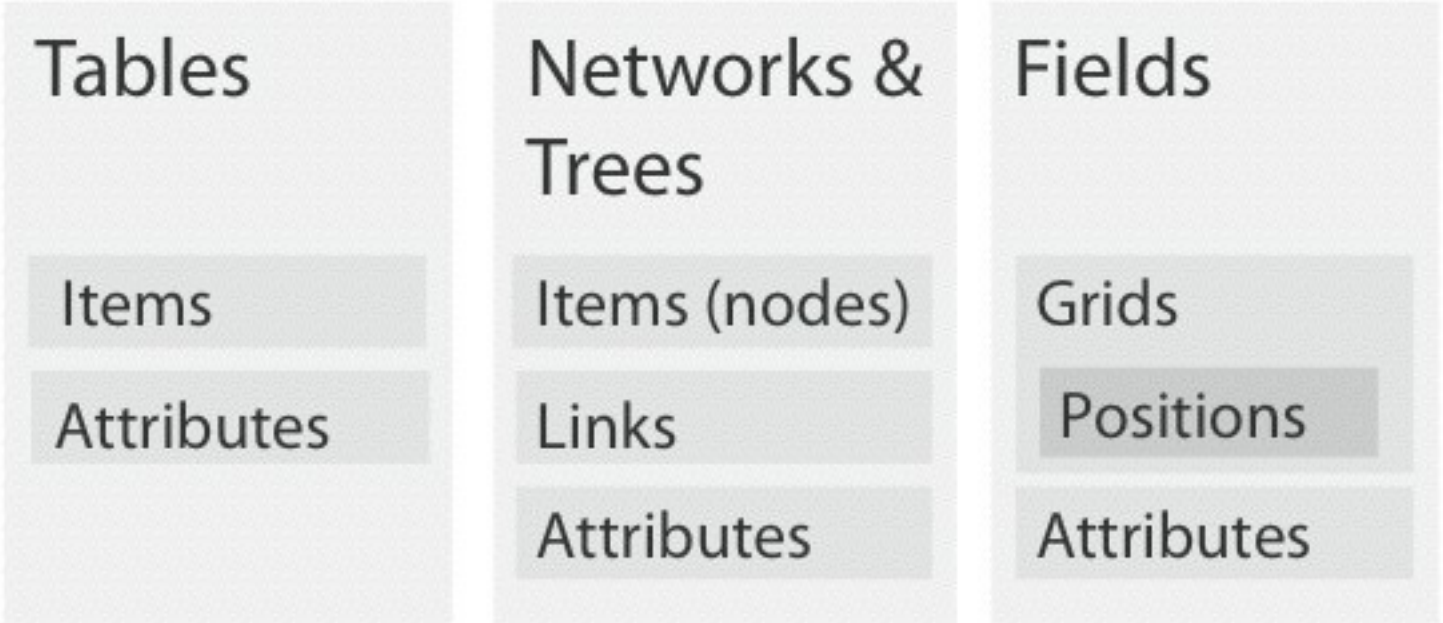 Tables
Items
Attributes
Networks &
Trees
Items (nodes)
Links
Attributes
Fields
Grids
Positions
Attributes